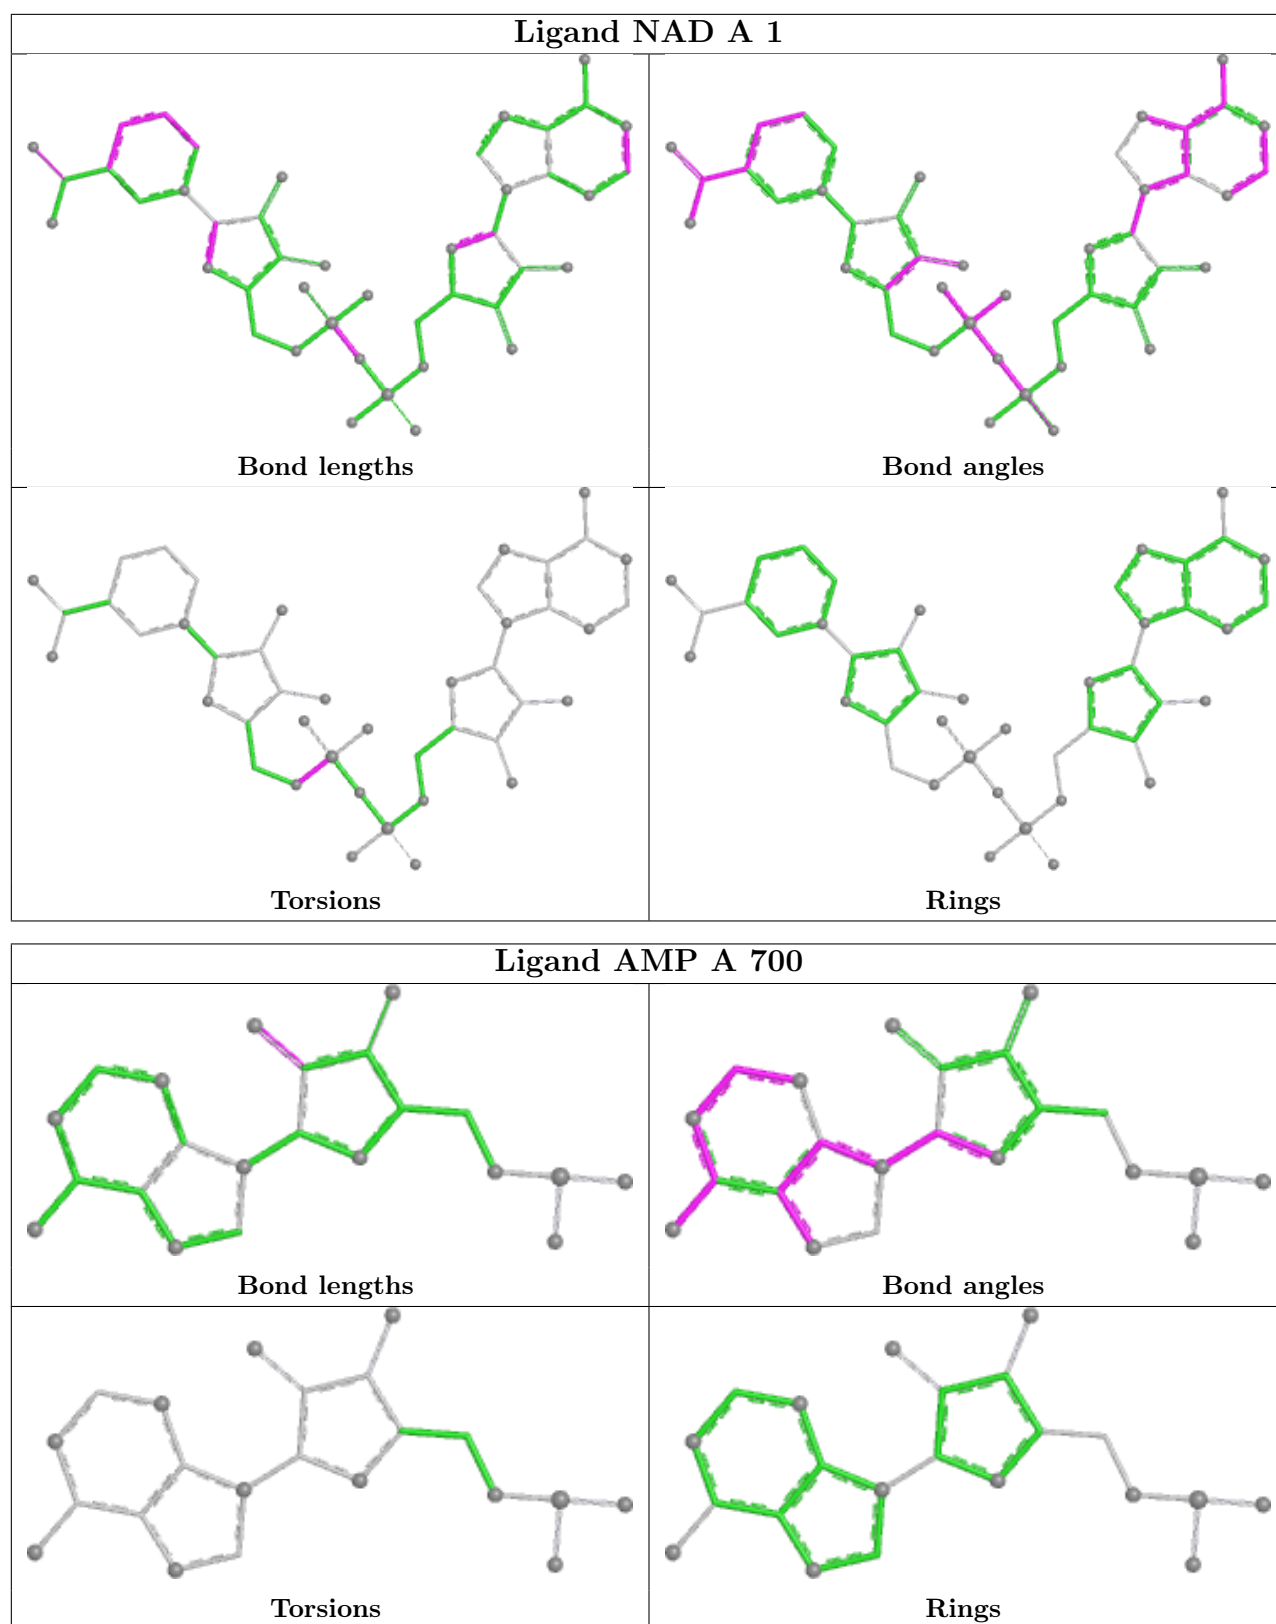 Ligand NAD A 1
Bond lengths
Bond angles
Torsions
Rings
Ligand AMP A 700
Bond lengths
Bond angles
Torsions
Rings